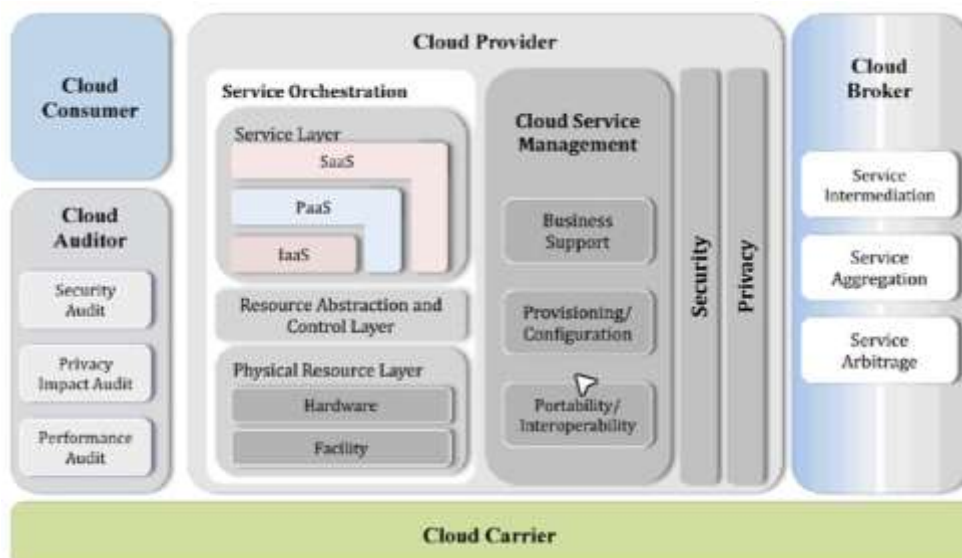 Cloud
Consumer
Cloud
Auditor
Security
Audit
Privacy
Impact Audit
Performance
Audit
Cloud Provider
Service Orchestration
Service Layer
SaaS
PaaS
IaaS
Resource Abstraction and
Control Layer
Physical Resource Layer
Hardware
Facility
Cloud Service
Management
Business
Support
Provisioning/
Configuration
Portability/
Interoperability
Security
Privacy
Cloud
Broker
Service
Intermediation
Service
Aggregation
Service
Arbitrage
Cloud Carrier